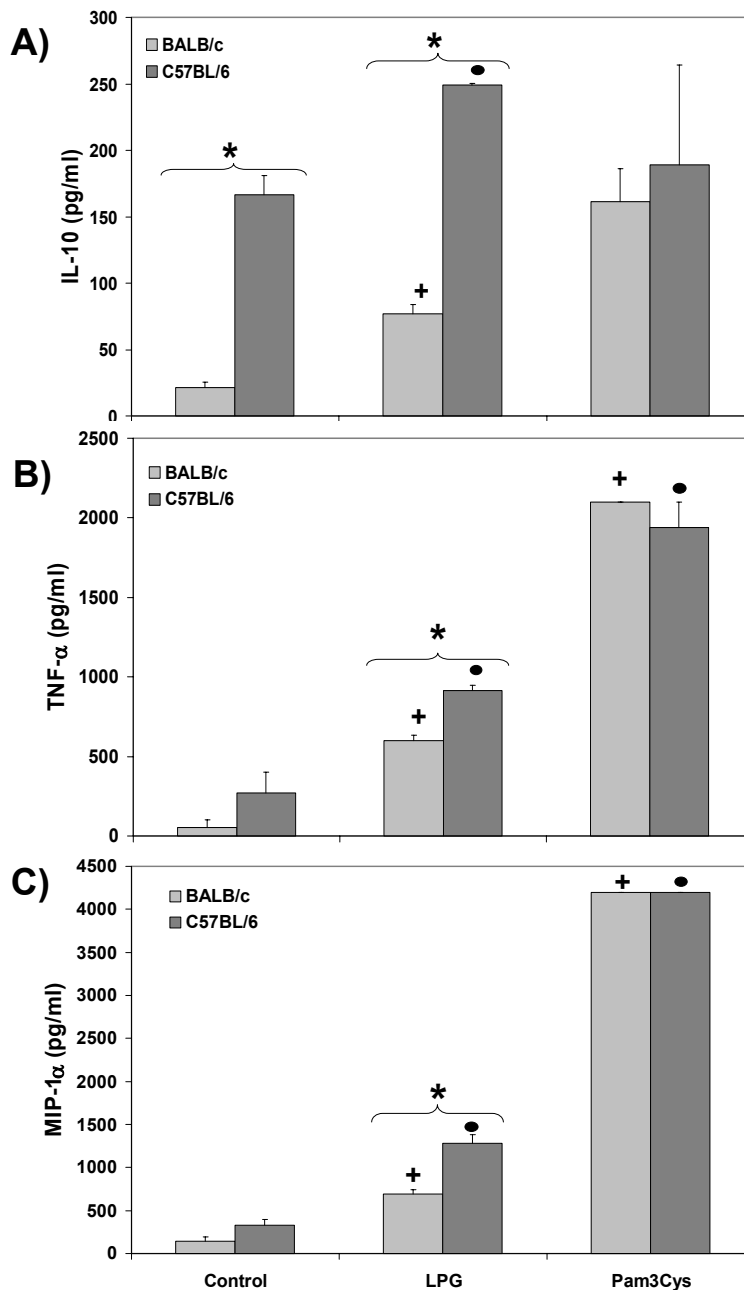 A)
BALB/c
C57BL/6
IL-10 (pg/ml)
300
250
200
150
100
50
0
*
*
●
+
B)
BALB/c
C57BL/6
TNF-α (pg/ml)
2500
2000
1500
1000
500
0
*
+
●
+
●
C)
BALB/c
C57BL/6
MIP-1α (pg/ml)
4500
4000
3500
3000
2500
2000
1500
1000
500
0
*
+
●
+
●
Control LPG Pam3Cys